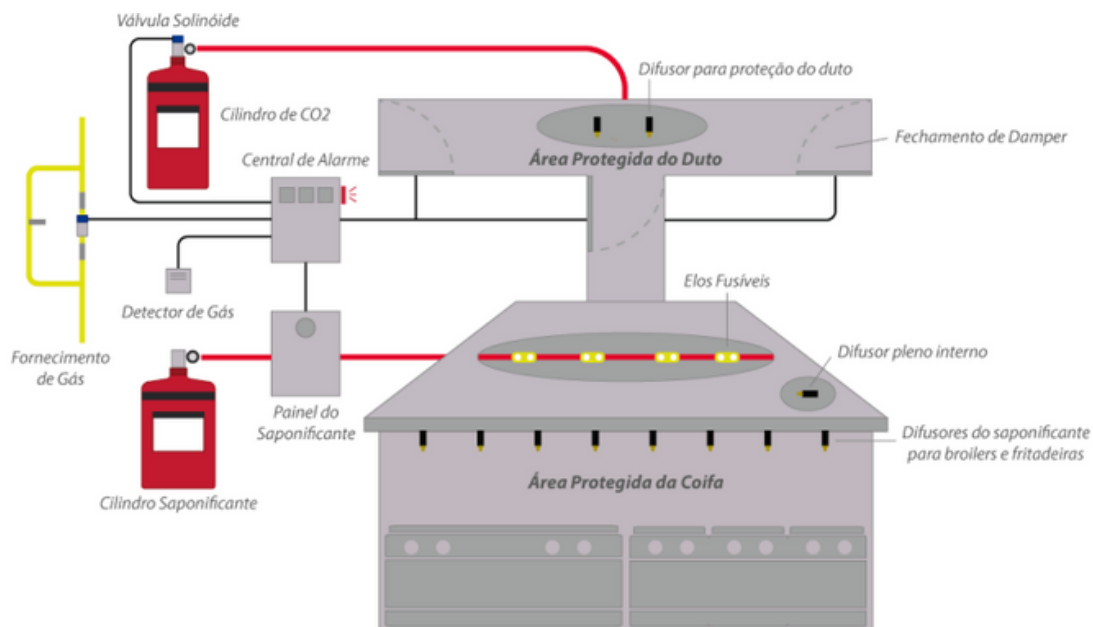 Válvula Solinóide
Difusor para proteção do duto
Cilindro de CO2
Fechamento de Damper
Central de Alarme
Área Protegida do Duto
Elos Fusíveis
Detector de Gás
Fornecimento
de Gás
Difusor pleno interno
Painel do
Saponificante
Difusores do saponificante
para broilers e fritadeiras
Área Protegida da Coifa
Cilindro Saponificante